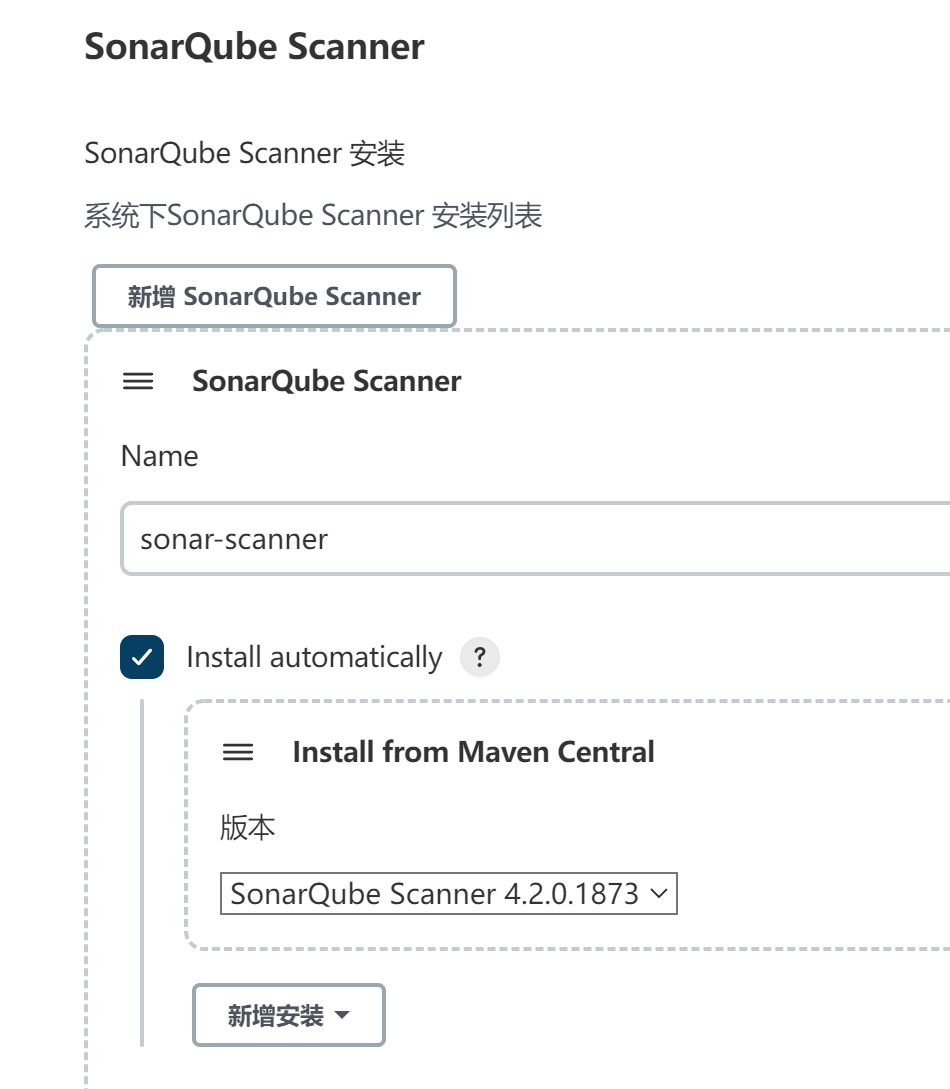 SonarQube Scanner
SonarQube Scanner 安装
系统下SonarQube Scanner 安装列表
新增 SonarQube Scanner
SonarQube Scanner
Name
sonar-scanner
Install automatically ?
Install from Maven Central
版本
SonarQube Scanner 4.2.0.1873
新增安装